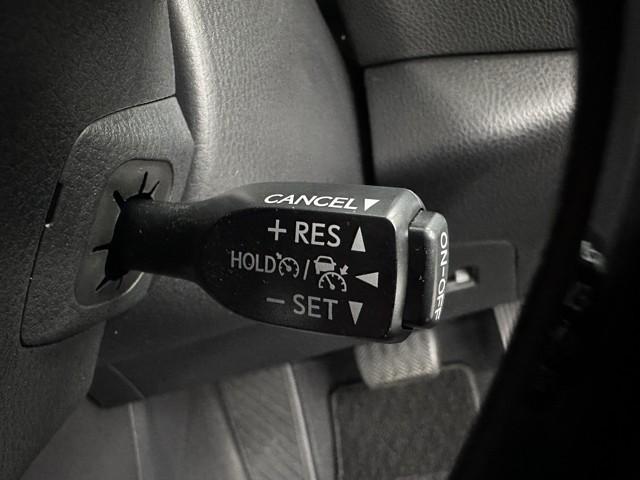 CANCEL▼
+ RES ▲
HOLD / ◀
− SET ▼
ON-OFF